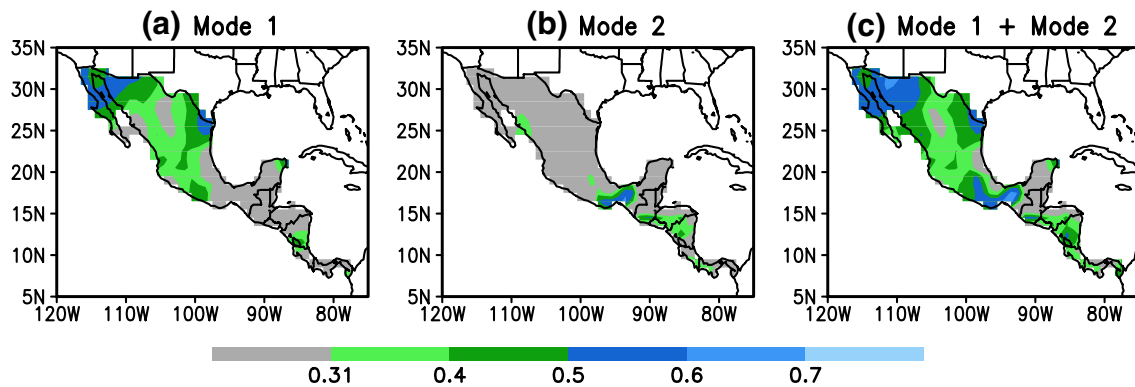 (a) Mode 1
(b) Mode 2
(c) Mode 1 + Mode 2
35N
30N
25N
20N
15N
10N
5N
120W 110W 100W 90W 80W
35N
30N
25N
20N
15N
10N
5N
120W 110W 100W 90W 80W
35N
30N
25N
20N
15N
10N
5N
120W 110W 100W 90W 80W
0.31 0.4 0.5 0.6 0.7